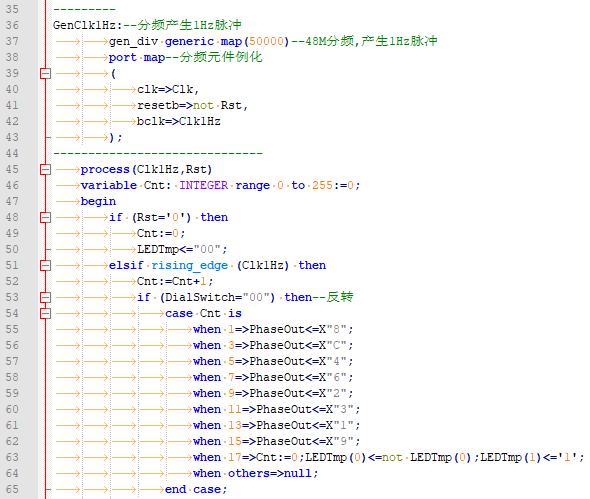 35 ---------
36 GenClk1Hz:--分频产生1Hz脉冲
37 gen_div generic map(50000)--48M分频,产生1Hz脉冲
38 port map--分频元件例化
39 (
40 clk=>Clk,
41 resetb=>not Rst,
42 bclk=>Clk1Hz
43 );
44 ------------------------------
45 process(Clk1Hz,Rst)
46 variable Cnt: INTEGER range 0 to 255:=0;
47 begin
48 if (Rst='0') then
49 Cnt:=0;
50 LEDTmp<="00";
51 elsif rising_edge (Clk1Hz) then
52 Cnt:=Cnt+1;
53 if (DialSwitch="00") then--反转
54 case Cnt is
55 when 1=>PhaseOut<=X"8";
56 when 3=>PhaseOut<=X"C";
57 when 5=>PhaseOut<=X"4";
58 when 7=>PhaseOut<=X"6";
59 when 9=>PhaseOut<=X"2";
60 when 11=>PhaseOut<=X"3";
61 when 13=>PhaseOut<=X"1";
62 when 15=>PhaseOut<=X"9";
63 when 17=>Cnt:=0;LEDTmp(0)<=not LEDTmp(0);LEDTmp(1)<='1';
64 when others=>null;
65 end case;